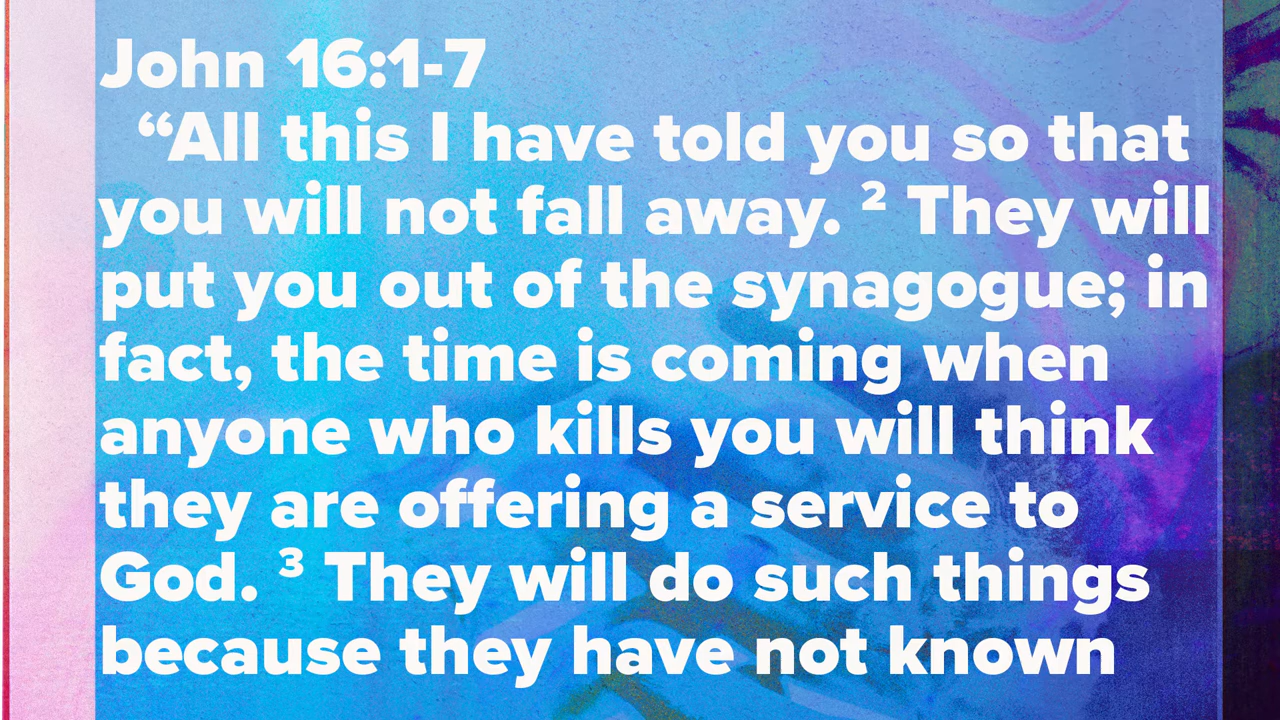 John 16:1-7
“All this I have told you so that
you will not fall away. ² They will
put you out of the synagogue; in
fact, the time is coming when
anyone who kills you will think
they are offering a service to
God. ³ They will do such things
because they have not known